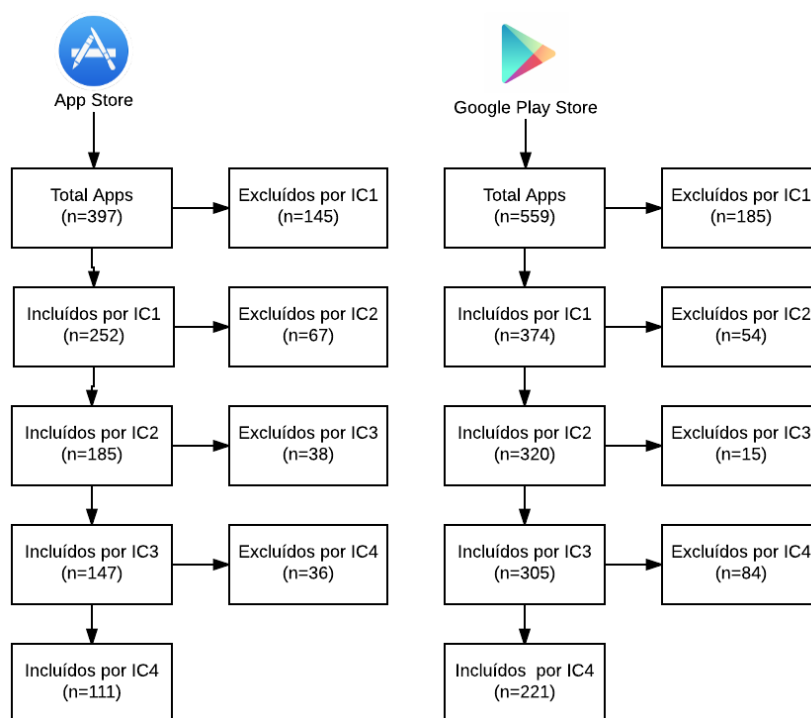 App Store
Google Play Store
Total Apps
(n=397)
Excluídos por IC1
(n=145)
Total Apps
(n=559)
Excluídos por IC1
(n=185)
Incluídos por IC1
(n=252)
Excluídos por IC2
(n=67)
Incluídos por IC1
(n=374)
Excluídos por IC2
(n=54)
Incluídos por IC2
(n=185)
Excluídos por IC3
(n=38)
Incluídos por IC2
(n=320)
Excluídos por IC3
(n=15)
Incluídos por IC3
(n=147)
Excluídos por IC4
(n=36)
Incluídos por IC3
(n=305)
Excluídos por IC4
(n=84)
Incluídos por IC4
(n=111)
Incluídos  por IC4
(n=221)